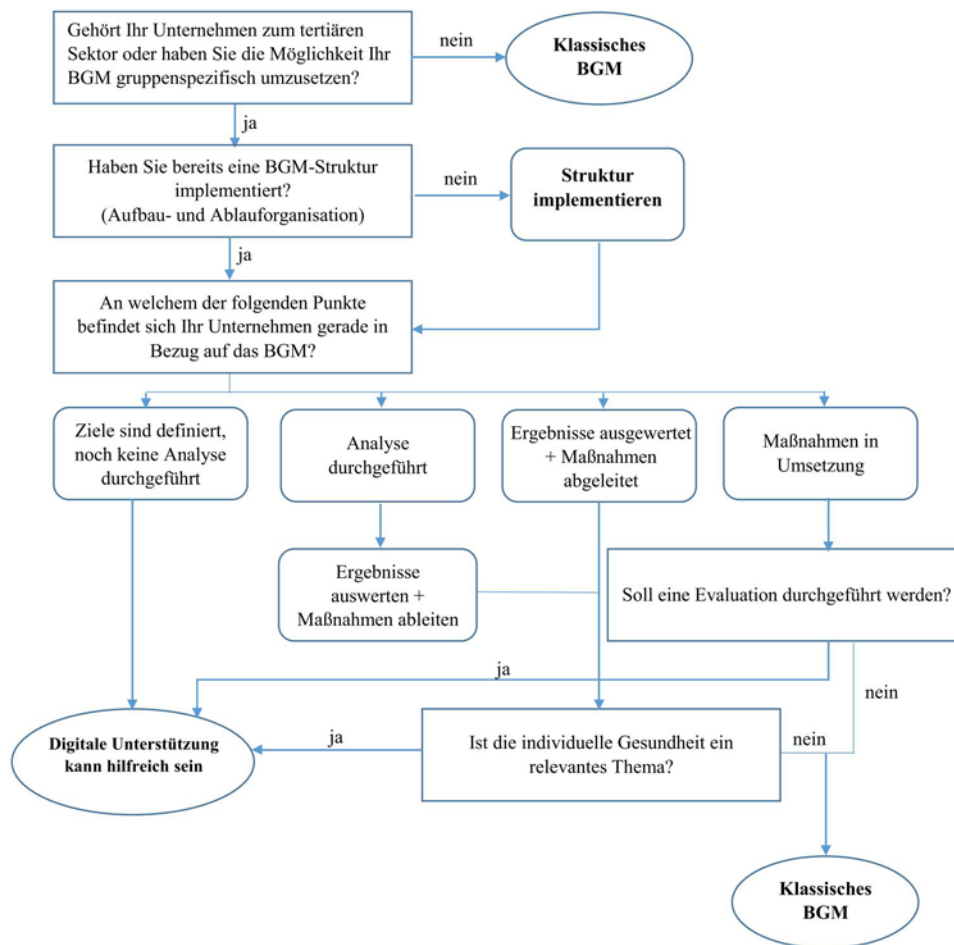 Gehört Ihr Unternehmen zum tertiären
Sektor oder haben Sie die Möglichkeit Ihr
BGM gruppenspezifisch umzusetzen?
nein
Klassisches
BGM
ja
Haben Sie bereits eine BGM-Struktur
implementiert?
(Aufbau- und Ablauforganisation)
nein
Struktur
implementieren
ja
An welchem der folgenden Punkte
befindet sich Ihr Unternehmen gerade in
Bezug auf das BGM?
Ziele sind definiert,
noch keine Analyse
durchgeführt
Analyse
durchgeführt
Ergebnisse ausgewertet
+ Maßnahmen
abgeleitet
Maßnahmen in
Umsetzung
Ergebnisse
auswerten +
Maßnahmen ableiten
Soll eine Evaluation durchgeführt werden?
ja
nein
Digitale Unterstützung
kann hilfreich sein
ja
Ist die individuelle Gesundheit ein
relevantes Thema?
nein
Klassisches
BGM